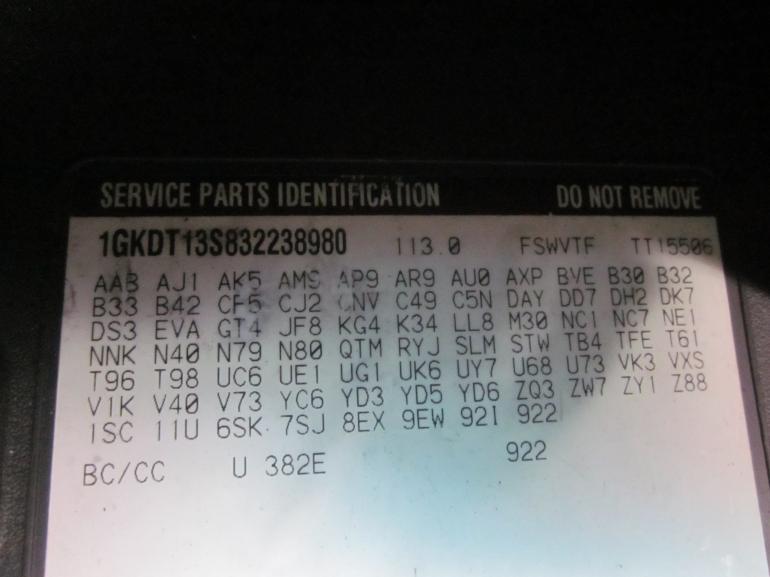 SERVICE PARTS IDENTIFICATION DO NOT REMOVE
1GKDT13S832238980 113.0 FSWVTF TT15506
AAB AJ1 AK5 AM9 AP9 AR9 AU0 AXP BVE B30 B32
B33 B42 CF5 CJ2 CNV C49 C5N DAY DD7 DH2 DK7
DS3 EVA GT4 JF8 KG4 K34 LL8 M30 NC1 NC7 NE1
NNK N40 N79 N80 QTM RYJ SLM STW TB4 TFE T61
T96 T98 UC6 UE1 UG1 UK6 UY7 U68 U73 VK3 VXS
V1K V40 V73 YC6 YD3 YD5 YD6 ZQ3 ZW7 ZY1 Z88
1SC 11U 6SK 7SJ 8EX 9EW 921 922
BC/CC U 382E 922